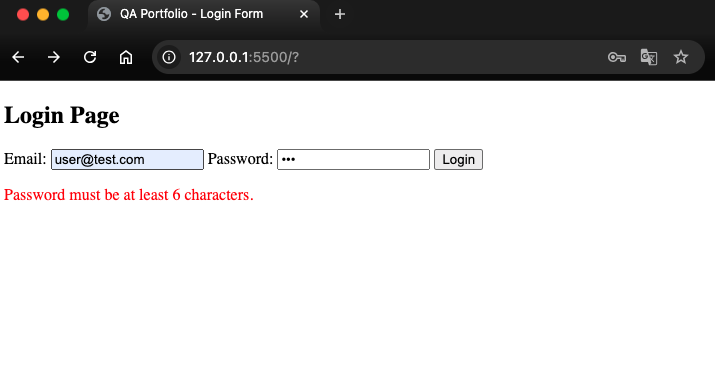 QA Portfolio - Login Form
127.0.0.1:5500/?
Login Page
Email: user@test.com Password: ••• Login
Password must be at least 6 characters.